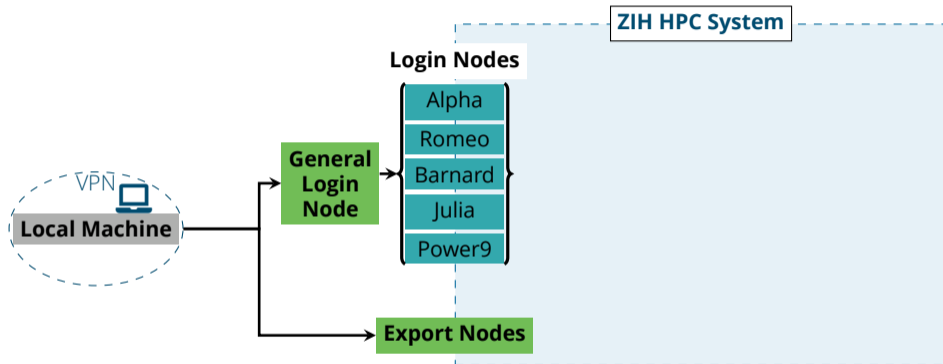 ZIH HPC System
Login Nodes
Alpha
Romeo
Barnard
Julia
Power9
General
Login
Node
VPN
Local Machine
Export Nodes